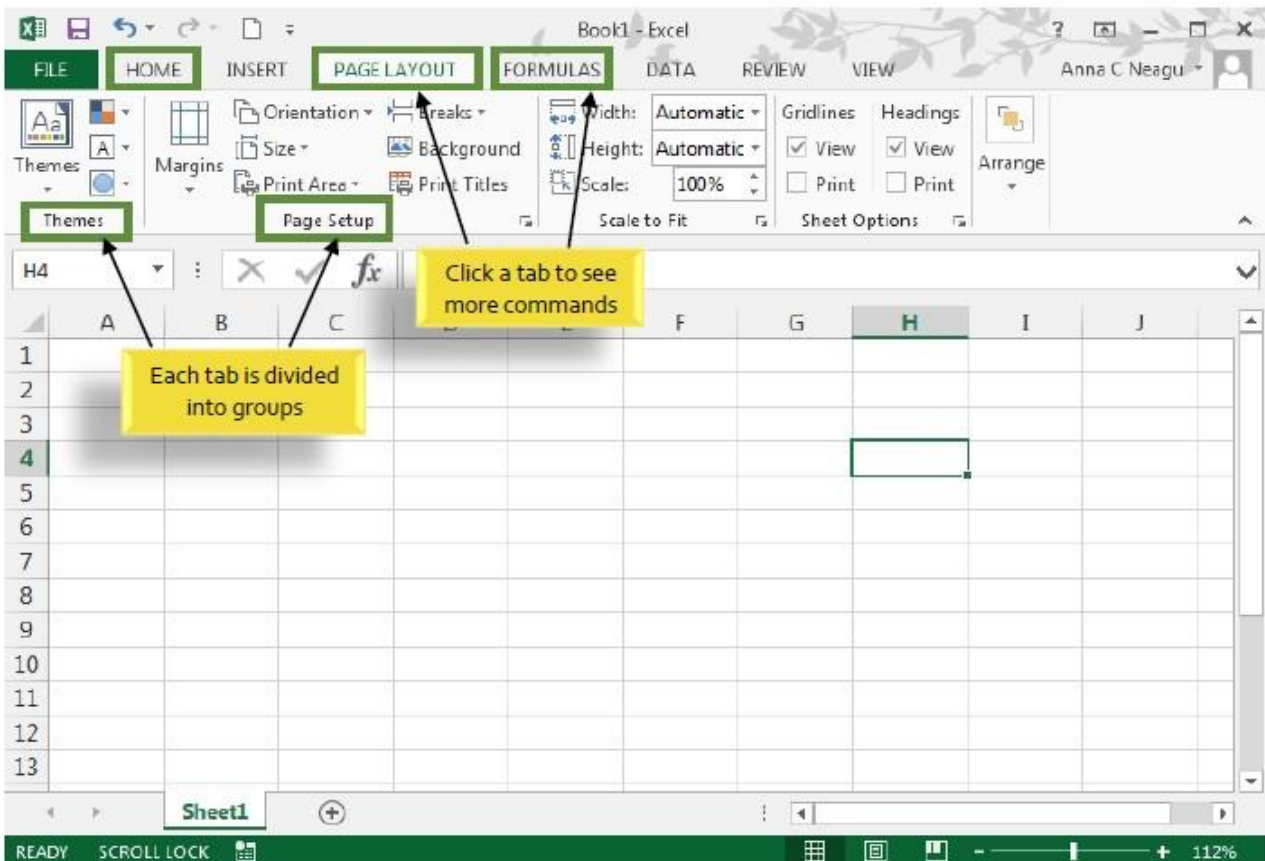 Book1 - Excel
?
FILE HOME INSERT PAGE LAYOUT FORMULAS DATA REVIEW VIEW Anna C Neagu
Aa Orientation Breaks Width: Automatic Gridlines Headings
A Size Background Height: Automatic View View
Themes Margins Print Area Print Titles Scale: 100% Print Print Arrange
Themes Page Setup Scale to Fit Sheet Options
H4 fx
Click a tab to see
more commands
A B C F G H I J
1
Each tab is divided
into groups
2
3
4
5
6
7
8
9
10
11
12
13
Sheet1
READY SCROLL LOCK 112%